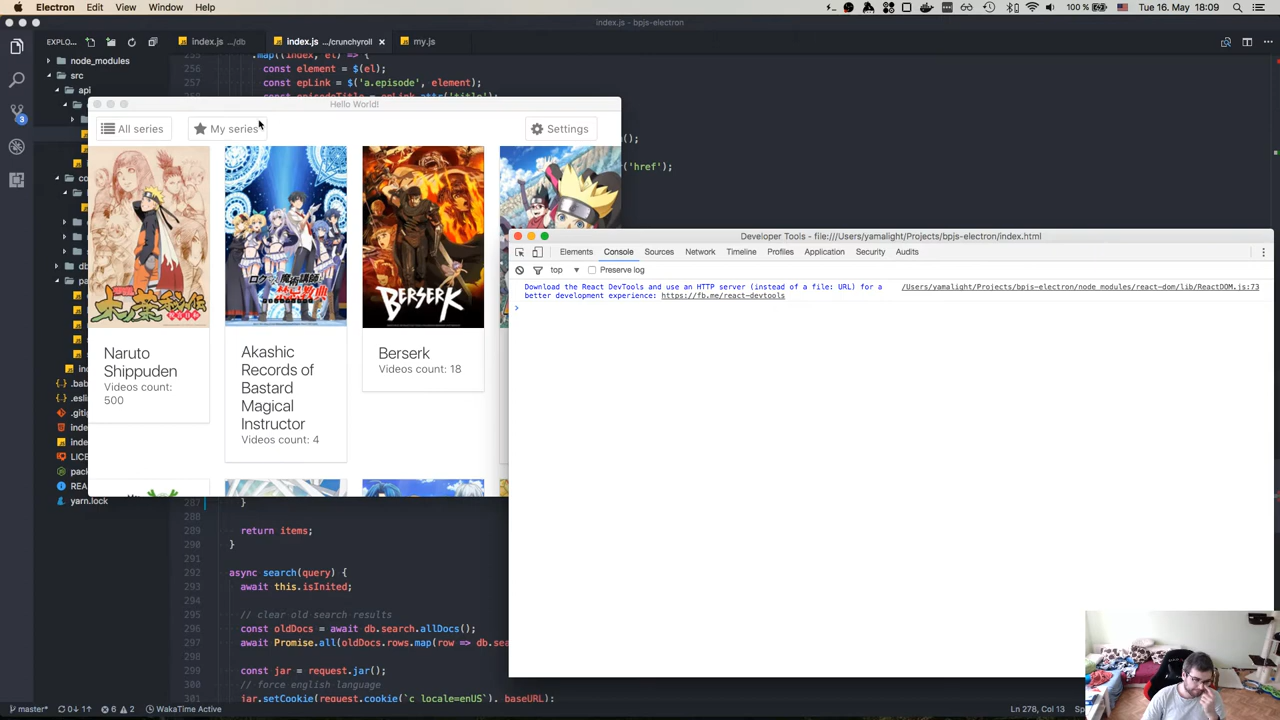 Electron Window Edit Help
100% Tue 16. May 18:09
index.js - bpjs-electron
EXPLO...
index.js .../db
index.js .../crunchyroll
my.js
node_modules
src
api
256 const element = $(el);
257 const epLink = $('a.episode', element);
Hello World!
All series
My series
Settings
();
('href');
Naruto
Shippuden
Videos count:
500
Akashic
Records of
Bastard
Magical
Instructor
Videos count: 4
BERSERK
Berserk
Videos count: 18
Developer Tools - file:///Users/yamalight/Projects/bpjs-electron/index.html
Elements Console Sources Network Timeline Profiles Application Security Audits
top Preserve log
Download the React DevTools and use an HTTP server (instead of a file: URL) for a
better development experience: https://fb.me/react-devtools
/Users/yamalight/Projects/bpjs-electron/node_modules/react-dom/lib/ReactDOM.js:73
yarn.lock
287 }
288
289 return items;
290 }
291
292 async search(query) {
293 await this.isInited;
294
295 // clear old search results
296 const oldDocs = await db.search.allDocs();
297 await Promise.all(oldDocs.rows.map(row => db.sea
298
299 const jar = request.jar();
300 // force english language
301 jar.setCookie(request.cookie(`c_locale=enUS`), baseURL);
master* 0↓ 1↑ 6 2 WakaTime Active
Ln 278, Col 13